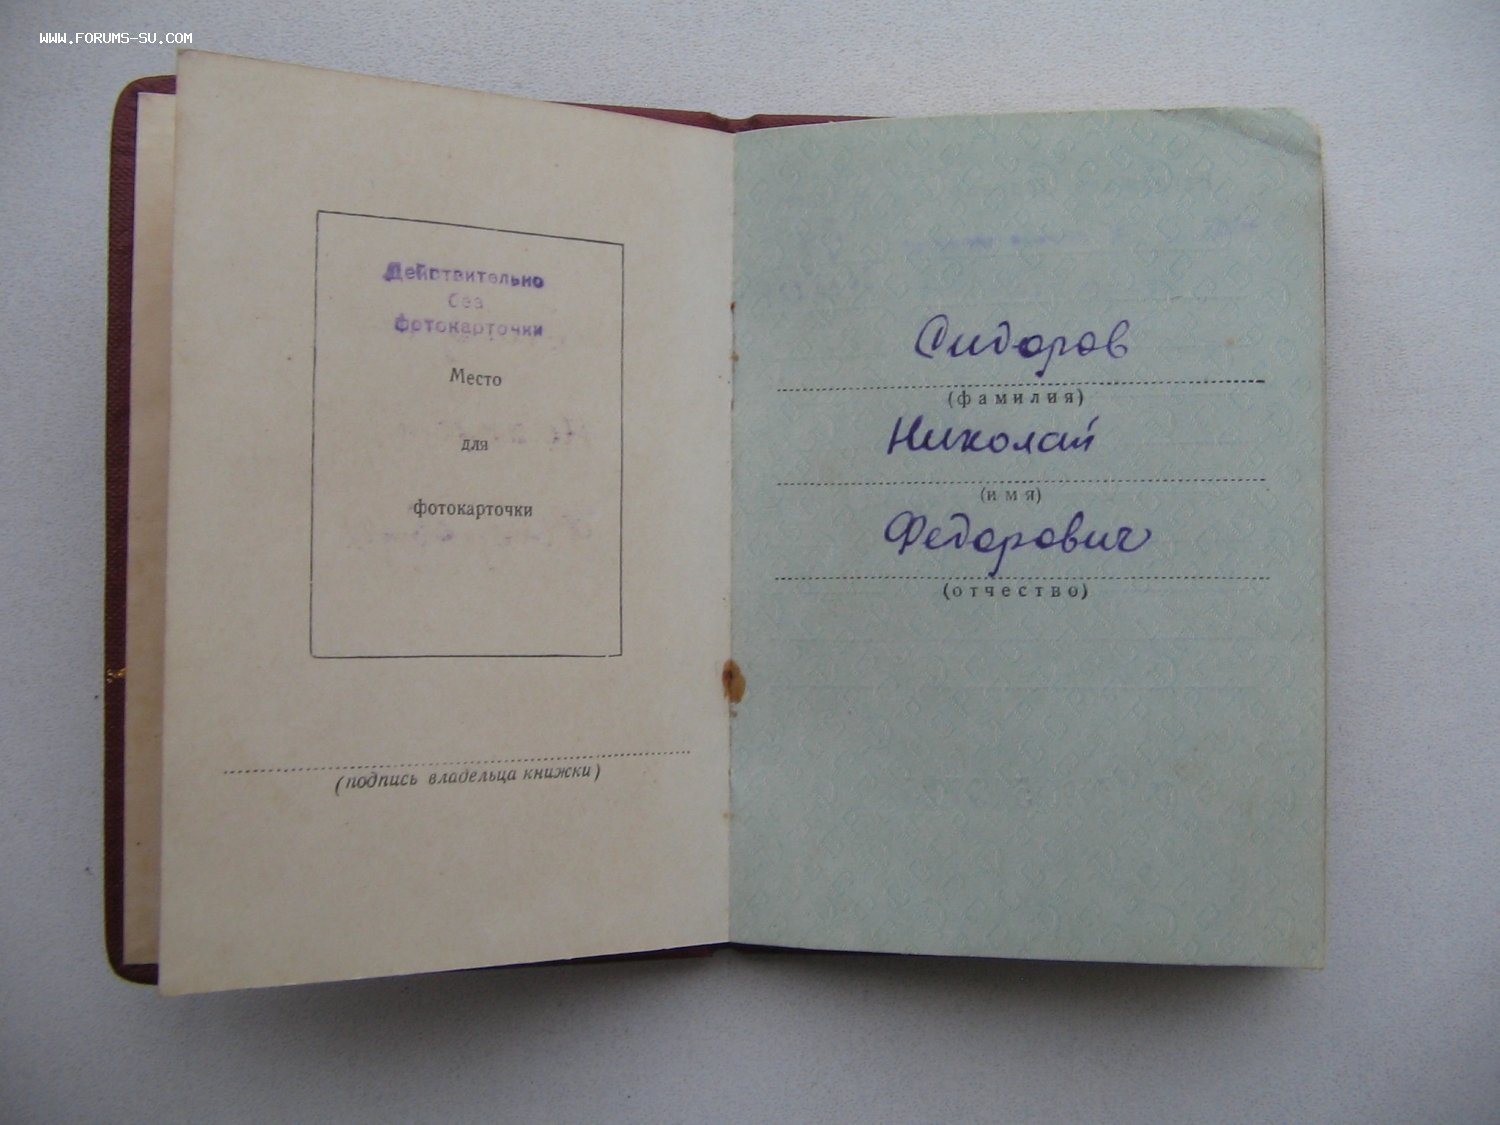 WWW.FORUMS-SU.COM
Действительно
без
фотокарточки
Место
для
фотокарточки
(подпись владельца книжки)
Сидоров
(фамилия)
Николай
(имя)
Федорович
(отчество)